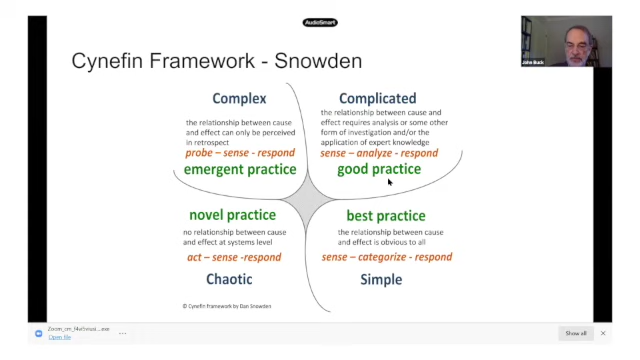 AudioSmart
Cynefin Framework - Snowden
John Buck
Complex
the relationship between cause
and effect can only be perceived
in retrospect
probe – sense - respond
emergent practice
Complicated
the relationship between cause and
effect requires analysis or some other
form of investigation and/or the
application of expert knowledge
sense – analyze - respond
good practice
novel practice
no relationship between cause
and effect at systems level
act – sense -respond
Chaotic
best practice
the relationship between cause
and effect is obvious to all
sense – categorize - respond
Simple
© Cynefin Framework by Dan Snowden
Open file
Show all